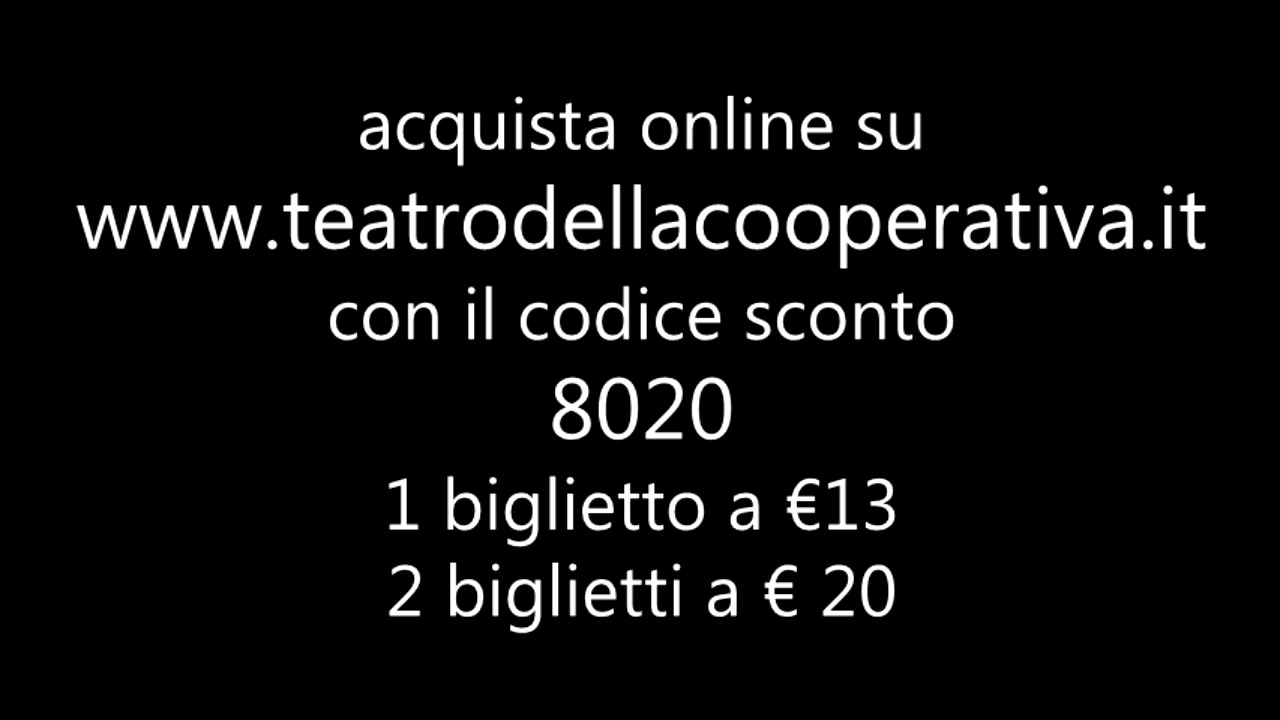 acquista online su
www.teatrodellacooperativa.it
con il codice sconto
8020
1 biglietto a €13
2 biglietti a € 20